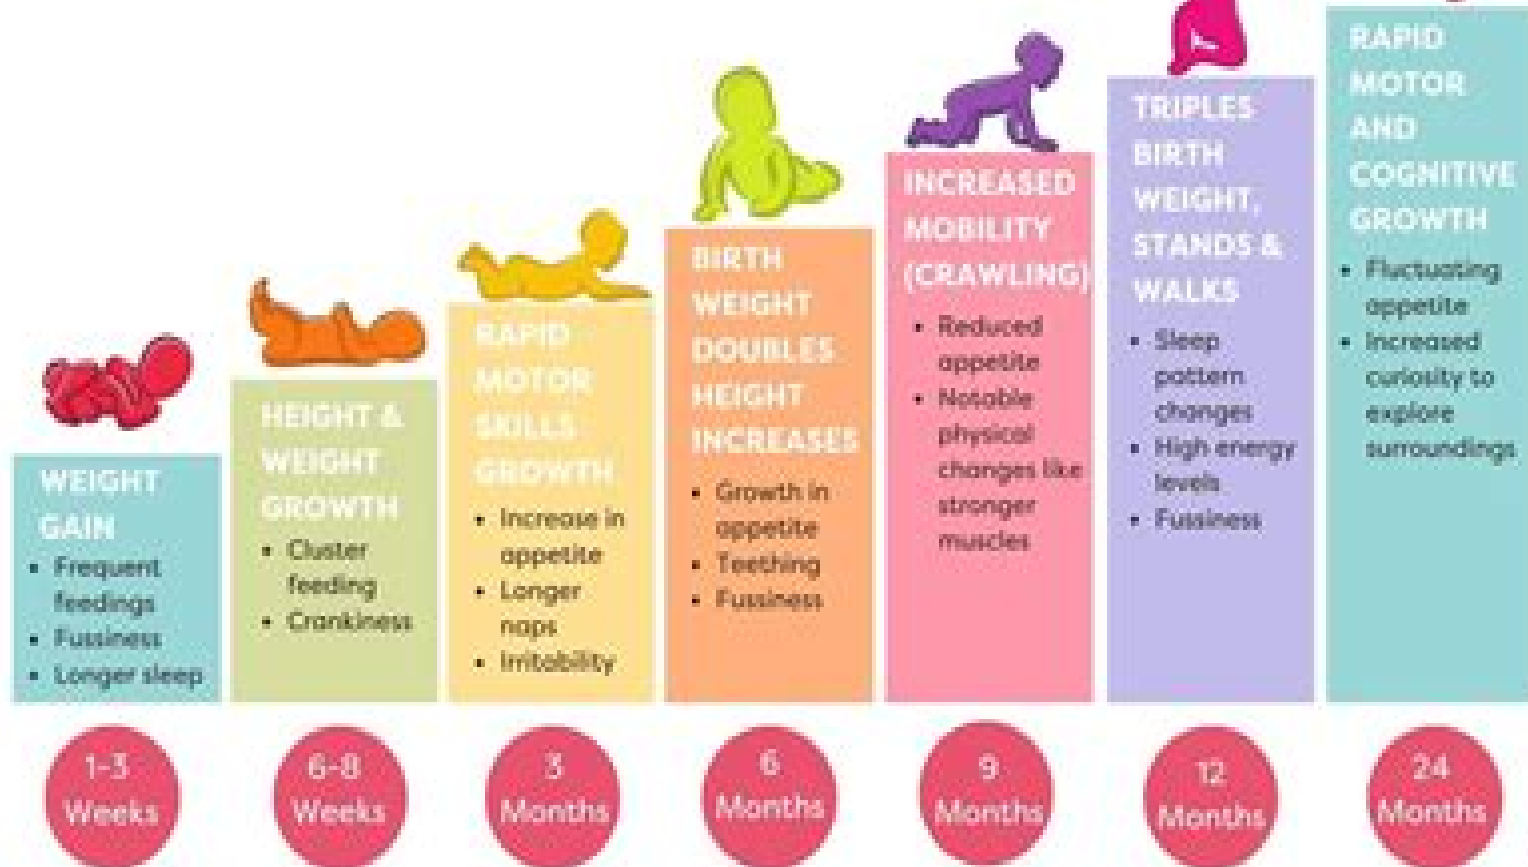 WEIGHT
GAIN
• Frequent
feedings
• Fussiness
• Longer sleep
1-3
Weeks
HEIGHT &
WEIGHT
GROWTH
• Cluster
feeding
• Crankiness
6-8
Weeks
RAPID
MOTOR
SKILLS
GROWTH
• Increase in
appetite
• Longer
naps
• Irritability
3
Months
BIRTH
WEIGHT
DOUBLES
HEIGHT
INCREASES
• Growth in
appetite
• Teething
• Fussiness
6
Months
INCREASED
MOBILITY
(CRAWLING)
• Reduced
appetite
• Notable
physical
changes like
stronger
muscles
9
Months
TRIPLES
BIRTH
WEIGHT,
STANDS &
WALKS
• Sleep
pattern
changes
• High energy
levels
• Fussiness
12
Months
RAPID
MOTOR
AND
COGNITIVE
GROWTH
• Fluctuating
appetite
• Increased
curiosity to
explore
surroundings
24
Months